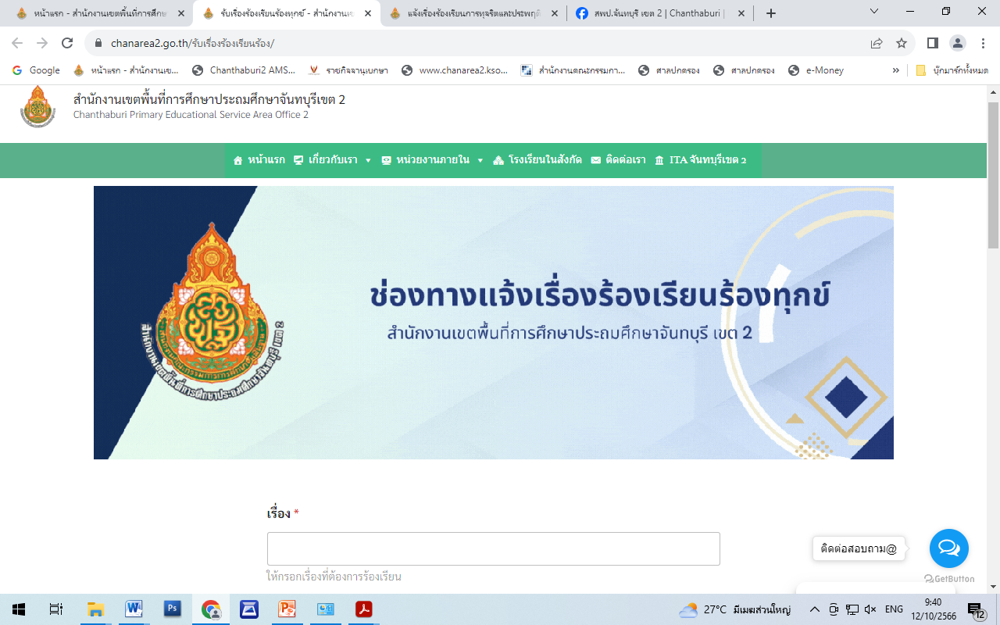 หน้าแรก - สำนักงานเขตพื้นที่การศึกษ
รับเรื่องร้องเรียนร้องทุกข์ - สำนักงานเข
แจ้งเรื่องร้องเรียนการทุจริตและประพฤติ
สพป.จันทบุรี เขต 2 | Chanthaburi |
chanarea2.go.th/รับเรื่องร้องเรียนร้อง/
Google
หน้าแรก - สำนักงานเข...
Chanthaburi2 AMS...
ราชกิจจานุเบกษา
www.chanarea2.kso...
สำนักงานคณะกรรมกา...
ศาลปกครอง
ศาลปกครอง
e-Money
บุ๊กมาร์กทั้งหมด
สำนักงานเขตพื้นที่การศึกษาประถมศึกษาจันทบุรีเขต 2
Chanthaburi Primary Educational Service Area Office 2
หน้าแรก เกี่ยวกับเรา หน่วยงานภายใน โรงเรียนในสังกัด ติดต่อเรา ITA จันทบุรีเขต 2
ช่องทางแจ้งเรื่องร้องเรียนร้องทุกข์
สำนักงานเขตพื้นที่การศึกษาประถมศึกษาจันทบุรี เขต 2
สำนักงานเขตพื้นที่การศึกษาประถมศึกษาจันทบุรี เขต 2
เรื่อง *
ให้กรอกเรื่องที่ต้องการร้องเรียน
ติดต่อสอบถาม@
GetButton
27°C มีเมฆส่วนใหญ่
ENG
9:40
12/10/2566
12